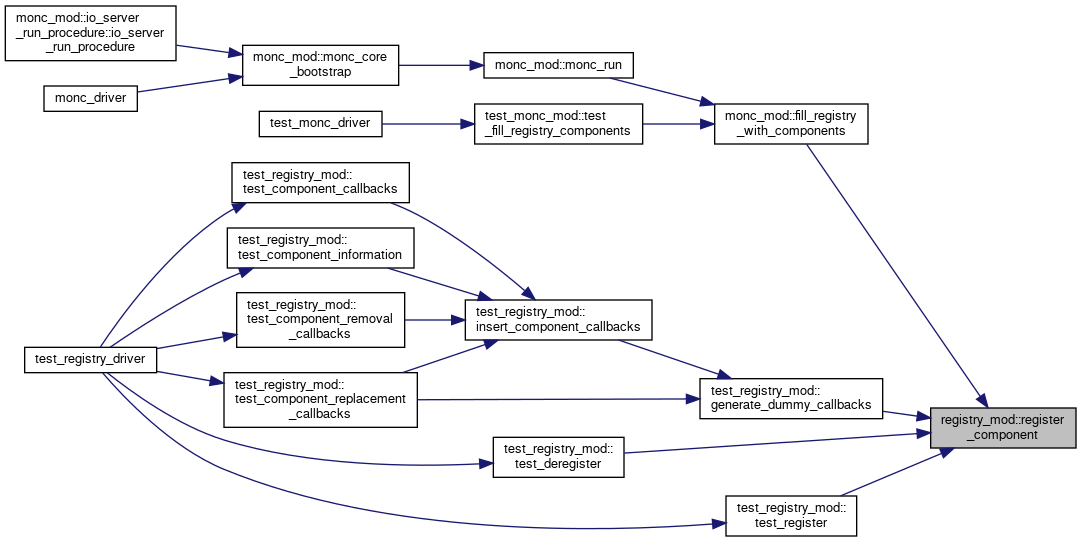 monc_mod::io_server
_run_procedure::io_server
_run_procedure
monc_driver
monc_mod::monc_core
_bootstrap
monc_mod::monc_run
test_monc_driver
test_monc_mod::test
_fill_registry_components
monc_mod::fill_registry
_with_components
test_registry_mod::
test_component_callbacks
test_registry_mod::
test_component_information
test_registry_mod::
test_component_removal
_callbacks
test_registry_driver
test_registry_mod::
test_component_replacement
_callbacks
test_registry_mod::
insert_component_callbacks
test_registry_mod::
generate_dummy_callbacks
registry_mod::register
_component
test_registry_mod::
test_deregister
test_registry_mod::
test_register